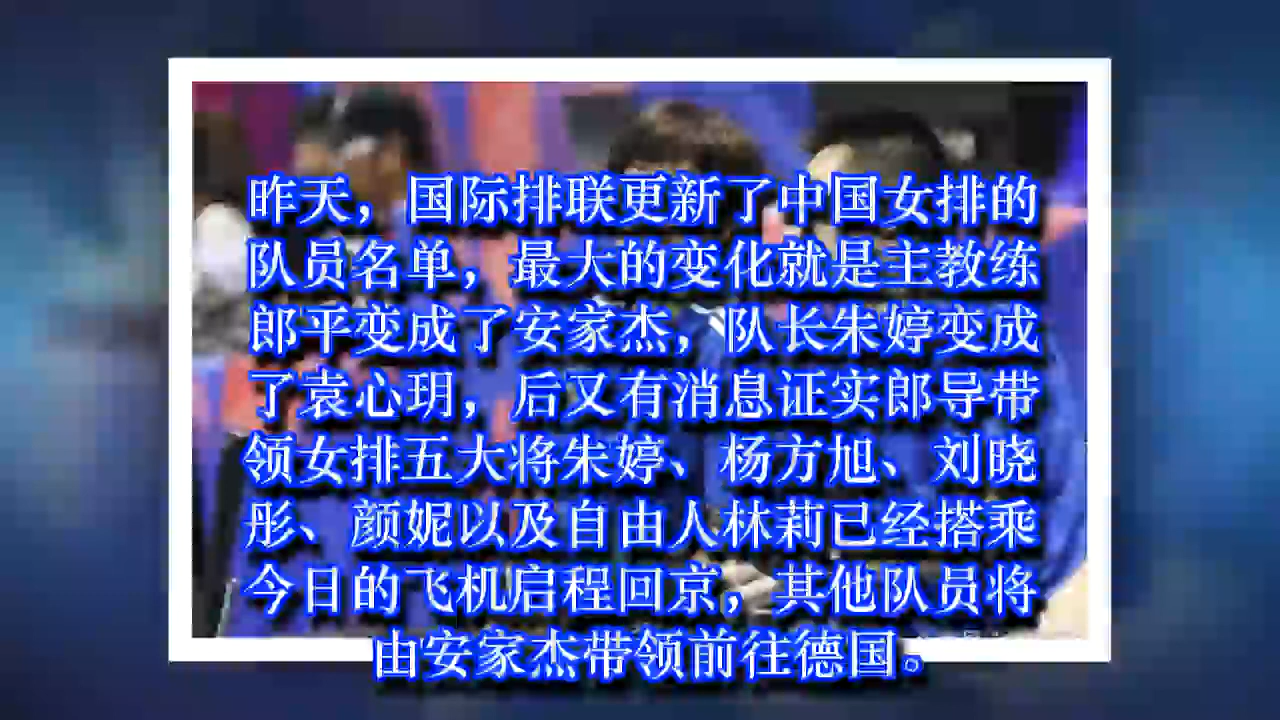 昨天，国际排联更新了中国女排的
队员名单，最大的变化就是主教练
郎平变成了安家杰，队长朱婷变成
了袁心玥，后又有消息证实郎导带
领女排五大将朱婷、杨方旭、刘晓
彤、颜妮以及自由人林莉已经搭乘
今日的飞机启程回京，其他队员将
由安家杰带领前往德国。